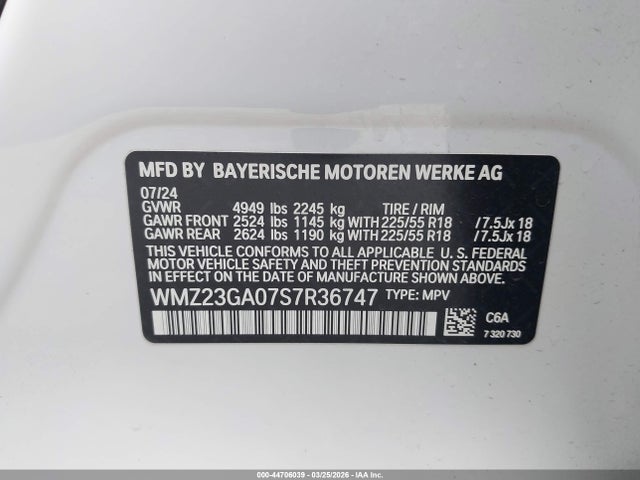 MFD BY BAYERISCHE MOTOREN WERKE AG
07/24
GVWR 4949 lbs 2245 kg TIRE / RIM
GAWR FRONT 2524 lbs 1145 kg WITH 225/55 R18 /7.5Jx 18
GAWR REAR 2624 lbs 1190 kg WITH 225/55 R18 /7.5Jx 18
THIS VEHICLE CONFORMS TO ALL APPLICABLE U. S. FEDERAL
MOTOR VEHICLE SAFETY AND THEFT PREVENTION STANDARDS
IN EFFECT ON THE DATE OF MANUFACTURE SHOWN ABOVE.
WMZ23GA07S7R36747 TYPE: MPV
C6A
7 320 730
000-44706039 - 03/25/2026 - IAAI Copyright IAA, Inc.